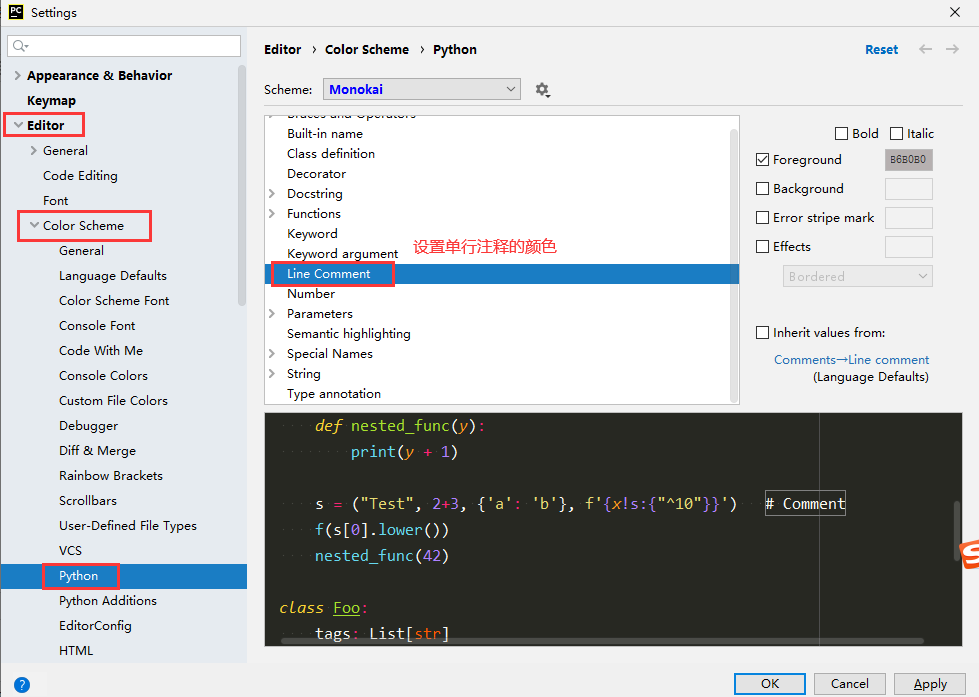 PC Settings
Appearance & Behavior
Keymap
Editor
General
Code Editing
Font
Color Scheme
General
Language Defaults
Color Scheme Font
Console Font
Code With Me
Console Colors
Custom File Colors
Debugger
Diff & Merge
Rainbow Brackets
Scrollbars
User-Defined File Types
VCS
Python
Python Additions
EditorConfig
HTML
?
Editor › Color Scheme › Python
Reset
Scheme: Monokai
Braces and Operators
Built-in name
Class definition
Decorator
Docstring
Functions
Keyword
Keyword argument
设置单行注释的颜色
Line Comment
Number
Parameters
Semantic highlighting
Special Names
String
Type annotation
Bold Italic
Foreground B6B0B0
Background
Error stripe mark
Effects
Bordered
Inherit values from:
Comments→Line comment
(Language Defaults)
def nested_func(y):
print(y + 1)
s = ("Test", 2+3, {'a': 'b'}, f'{x!s:{"^10"}}') # Comment
f(s[0].lower())
nested_func(42)
class Foo:
tags: List[str]
OK Cancel Apply